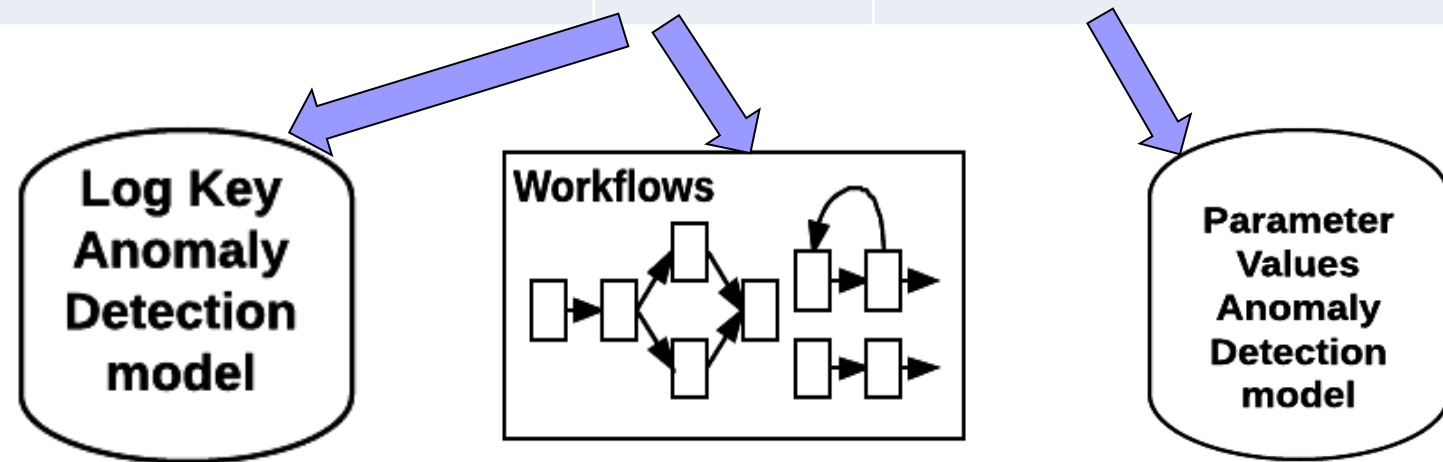 Log Key
Anomaly
Detection
model
Workflows
Parameter
Values
Anomaly
Detection
model